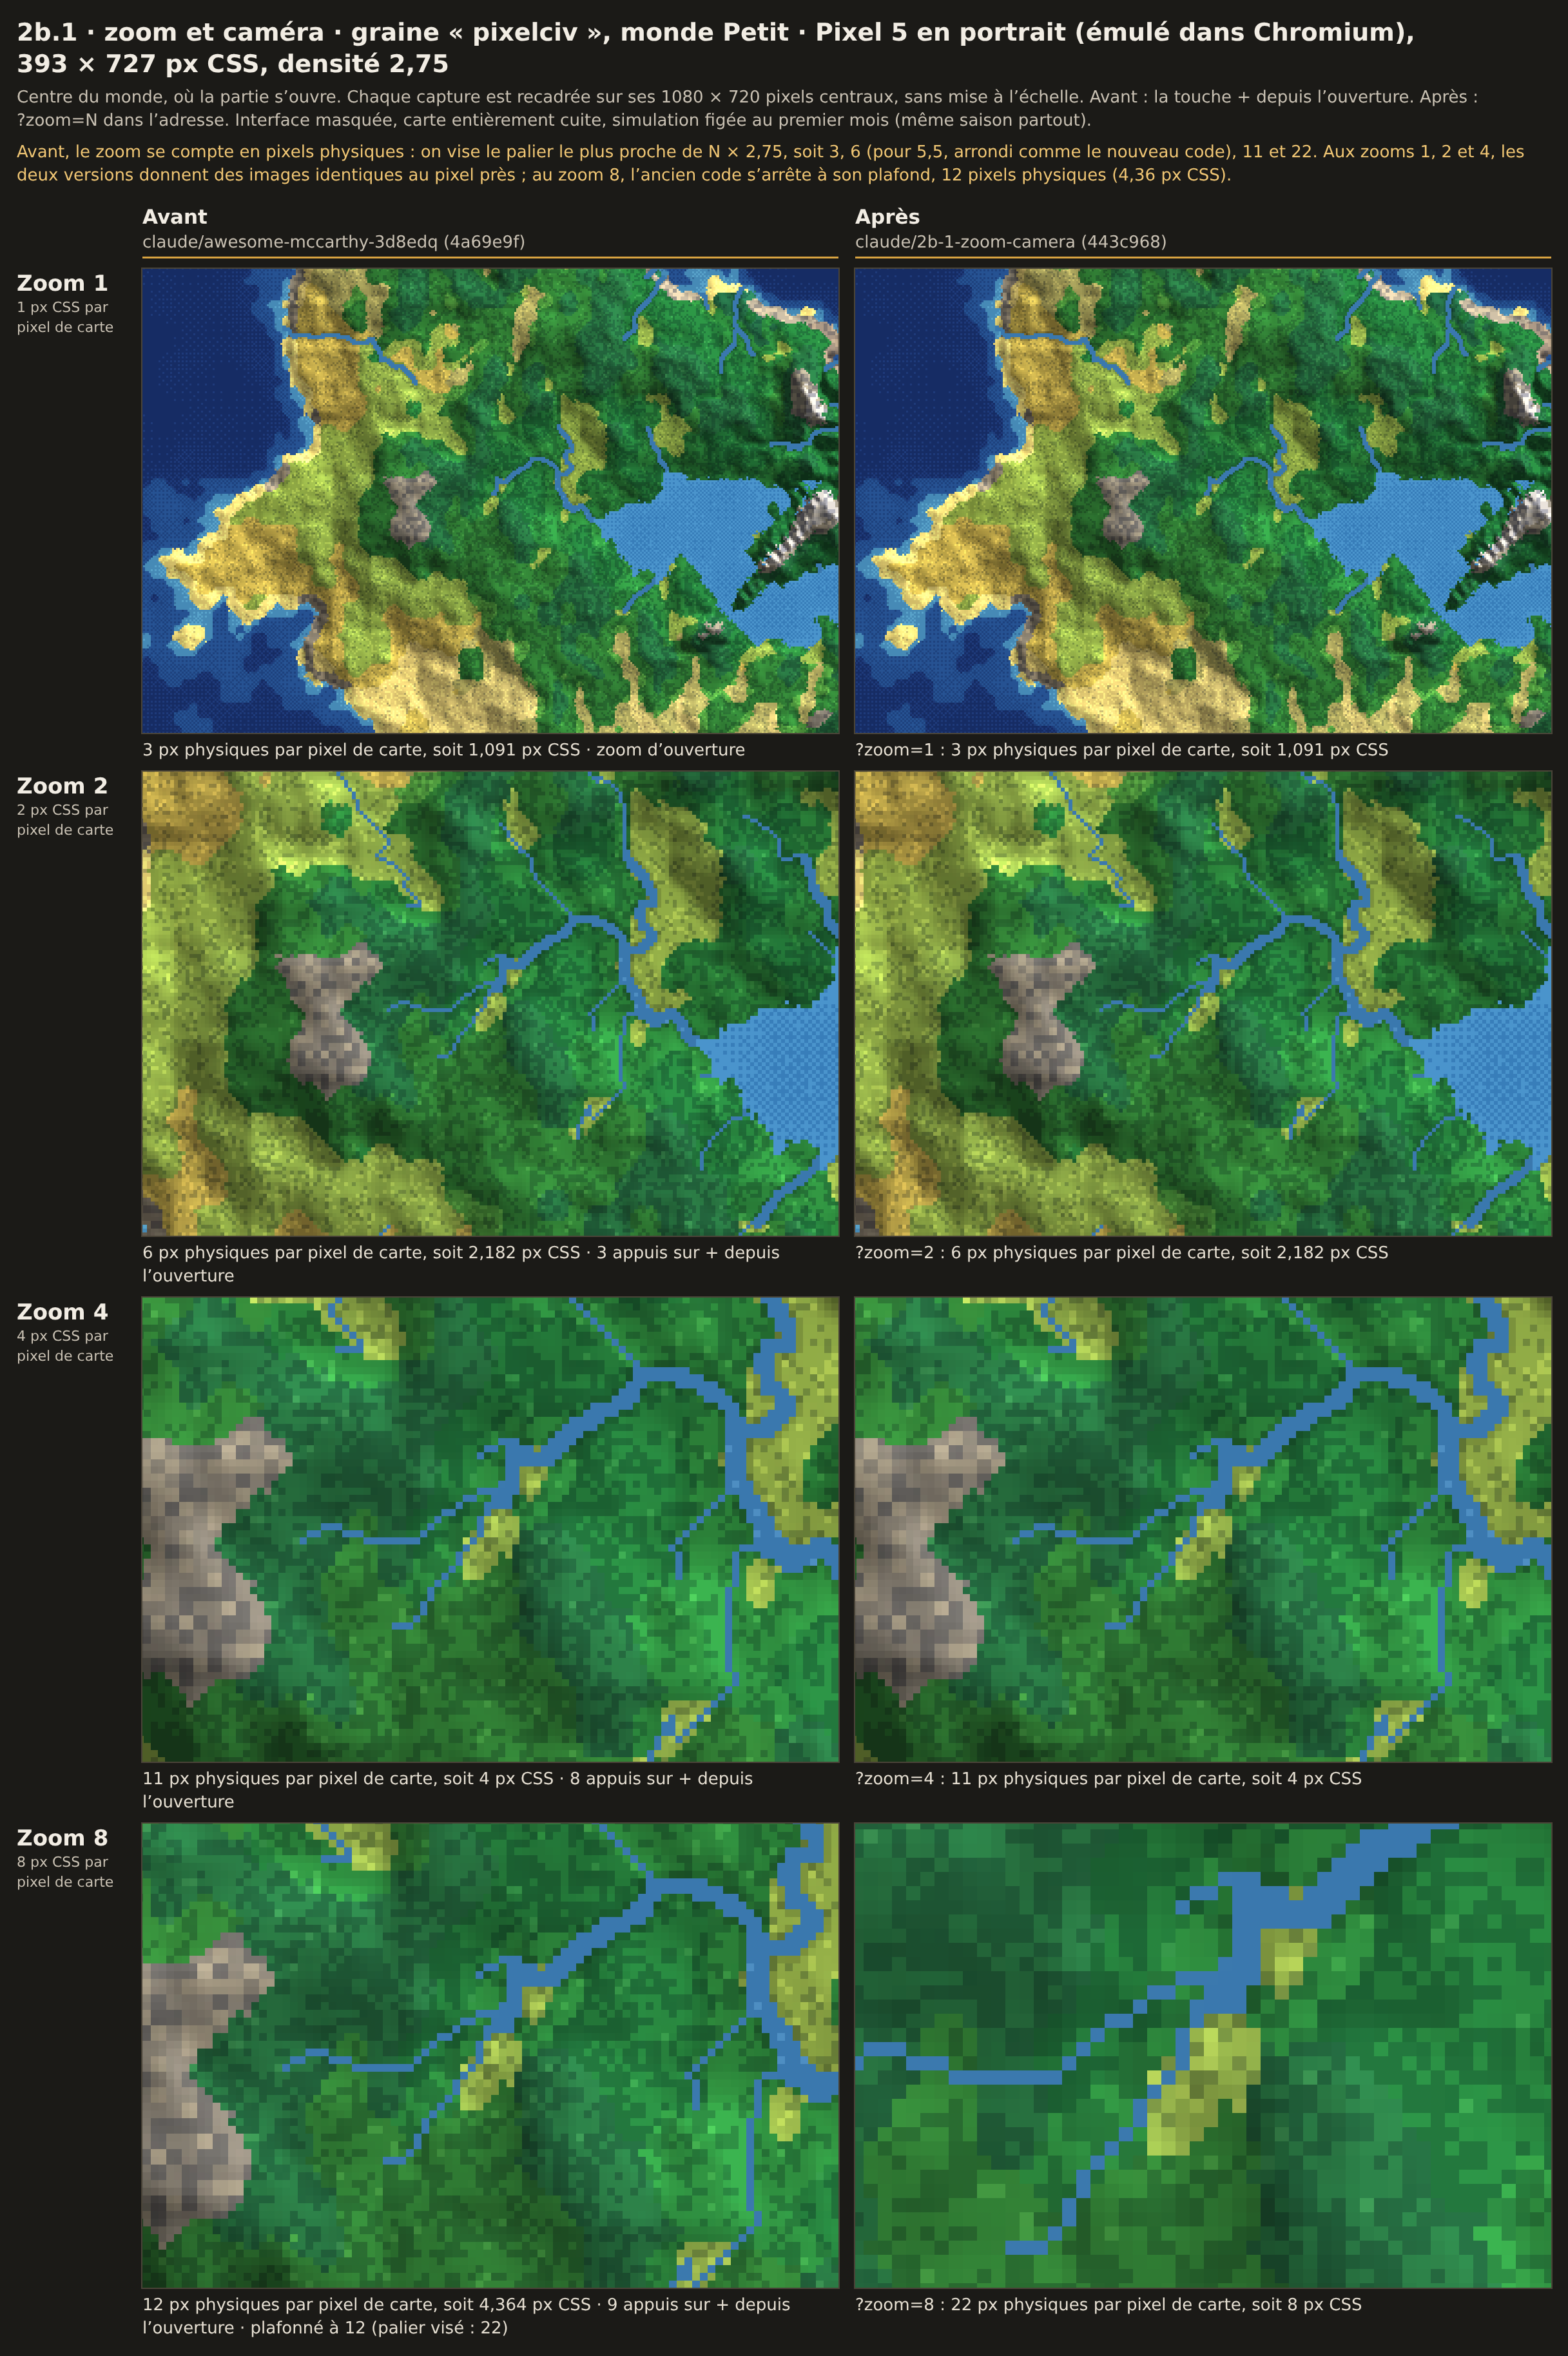 2b.1 · zoom et caméra · graine « pixelciv », monde Petit · Pixel 5 en portrait (émulé dans Chromium),
393 × 727 px CSS, densité 2,75
Centre du monde, où la partie s’ouvre. Chaque capture est recadrée sur ses 1080 × 720 pixels centraux, sans mise à l’échelle. Avant : la touche + depuis l’ouverture. Après :
?zoom=N dans l’adresse. Interface masquée, carte entièrement cuite, simulation figée au premier mois (même saison partout).
Avant, le zoom se compte en pixels physiques : on vise le palier le plus proche de N × 2,75, soit 3, 6 (pour 5,5, arrondi comme le nouveau code), 11 et 22. Aux zooms 1, 2 et 4, les
deux versions donnent des images identiques au pixel près ; au zoom 8, l’ancien code s’arrête à son plafond, 12 pixels physiques (4,36 px CSS).
Avant
claude/awesome-mccarthy-3d8edq (4a69e9f)
Après
claude/2b-1-zoom-camera (443c968)
Zoom 1
1 px CSS par
pixel de carte
3 px physiques par pixel de carte, soit 1,091 px CSS · zoom d’ouverture
?zoom=1 : 3 px physiques par pixel de carte, soit 1,091 px CSS
Zoom 2
2 px CSS par
pixel de carte
6 px physiques par pixel de carte, soit 2,182 px CSS · 3 appuis sur + depuis
l’ouverture
?zoom=2 : 6 px physiques par pixel de carte, soit 2,182 px CSS
Zoom 4
4 px CSS par
pixel de carte
11 px physiques par pixel de carte, soit 4 px CSS · 8 appuis sur + depuis
l’ouverture
?zoom=4 : 11 px physiques par pixel de carte, soit 4 px CSS
Zoom 8
8 px CSS par
pixel de carte
12 px physiques par pixel de carte, soit 4,364 px CSS · 9 appuis sur + depuis
l’ouverture · plafonné à 12 (palier visé : 22)
?zoom=8 : 22 px physiques par pixel de carte, soit 8 px CSS